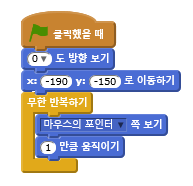 클릭했을 때
0 도 방향 보기
x: -190 y: -150 로 이동하기
무한 반복하기
마우스의 포인터 쪽 보기
1 만큼 움직이기